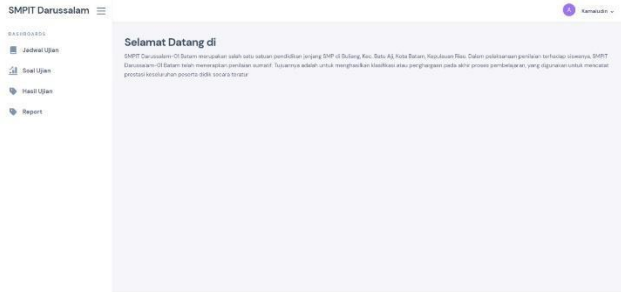 SMPIT Darussalam
A
Kamaludin
DASHBOARDS
Jadwal Ujian
Soal Ujian
Hasil Ujian
Report
Selamat Datang di
SMPIT Darussalam-01 Batam merupakan salah satu satuan pendidikan jenjang SMP di Buliang, Kec. Batu Aji, Kota Batam, Kepulauan Riau. Dalam pelaksanaan penilaian terhadap siswanya, SMPIT
Darussalam-01 Batam telah menerapkan penilaian sumatif. Tujuannya adalah untuk menghasilkan klasifikasi atau penghargaan pada akhir proses pembelajaran, yang digunakan untuk mencatat
prestasi keseluruhan peserta didik secara teratur.